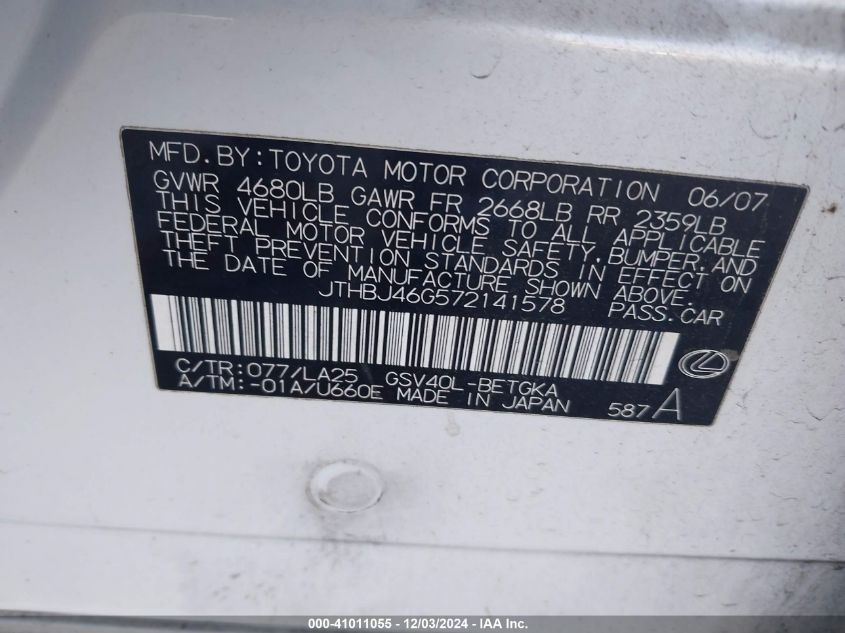 MFD.BY:TOYOTA MOTOR CORPORATION 06/07
GVWR 4680LB GAWR FR 2668LB RR 2359LB
THIS VEHICLE CONFORMS TO ALL APPLICABLE
FEDERAL MOTOR VEHICLE SAFETY,BUMPER,AND
THEFT PREVENTION STANDARDS IN EFFECT ON
THE DATE OF MANUFACTURE SHOWN ABOVE.
JTHBJ46G572141578 PASS.CAR
C/TR:077/LA25 GSV40L-BETGKA
A/TM:-01A/U660E MADE IN JAPAN 587A
000-41011055 - 12/03/2024 - IAA, Inc.